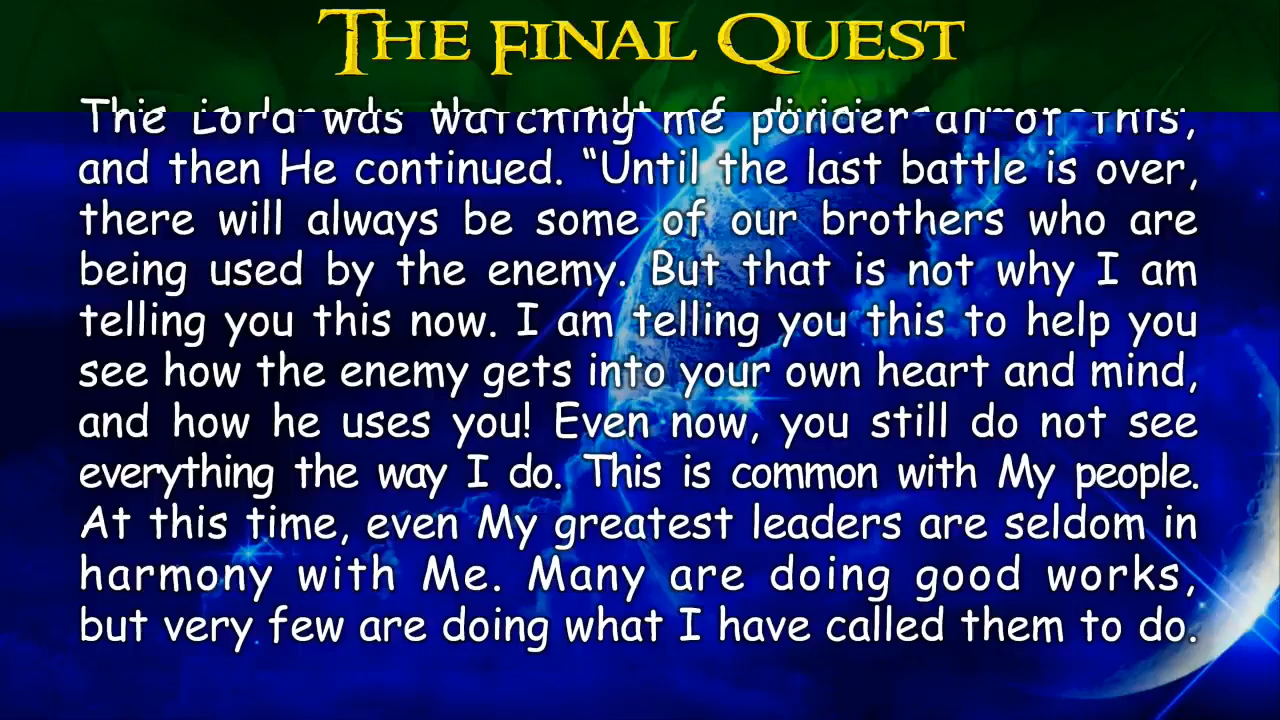 THE FINAL QUEST
The Lord was watching me ponder all of this,
and then He continued. “Until the last battle is over,
there will always be some of our brothers who are
being used by the enemy. But that is not why I am
telling you this now. I am telling you this to help you
see how the enemy gets into your own heart and mind,
and how he uses you! Even now, you still do not see
everything the way I do. This is common with My people.
At this time, even My greatest leaders are seldom in
harmony with Me. Many are doing good works,
but very few are doing what I have called them to do.